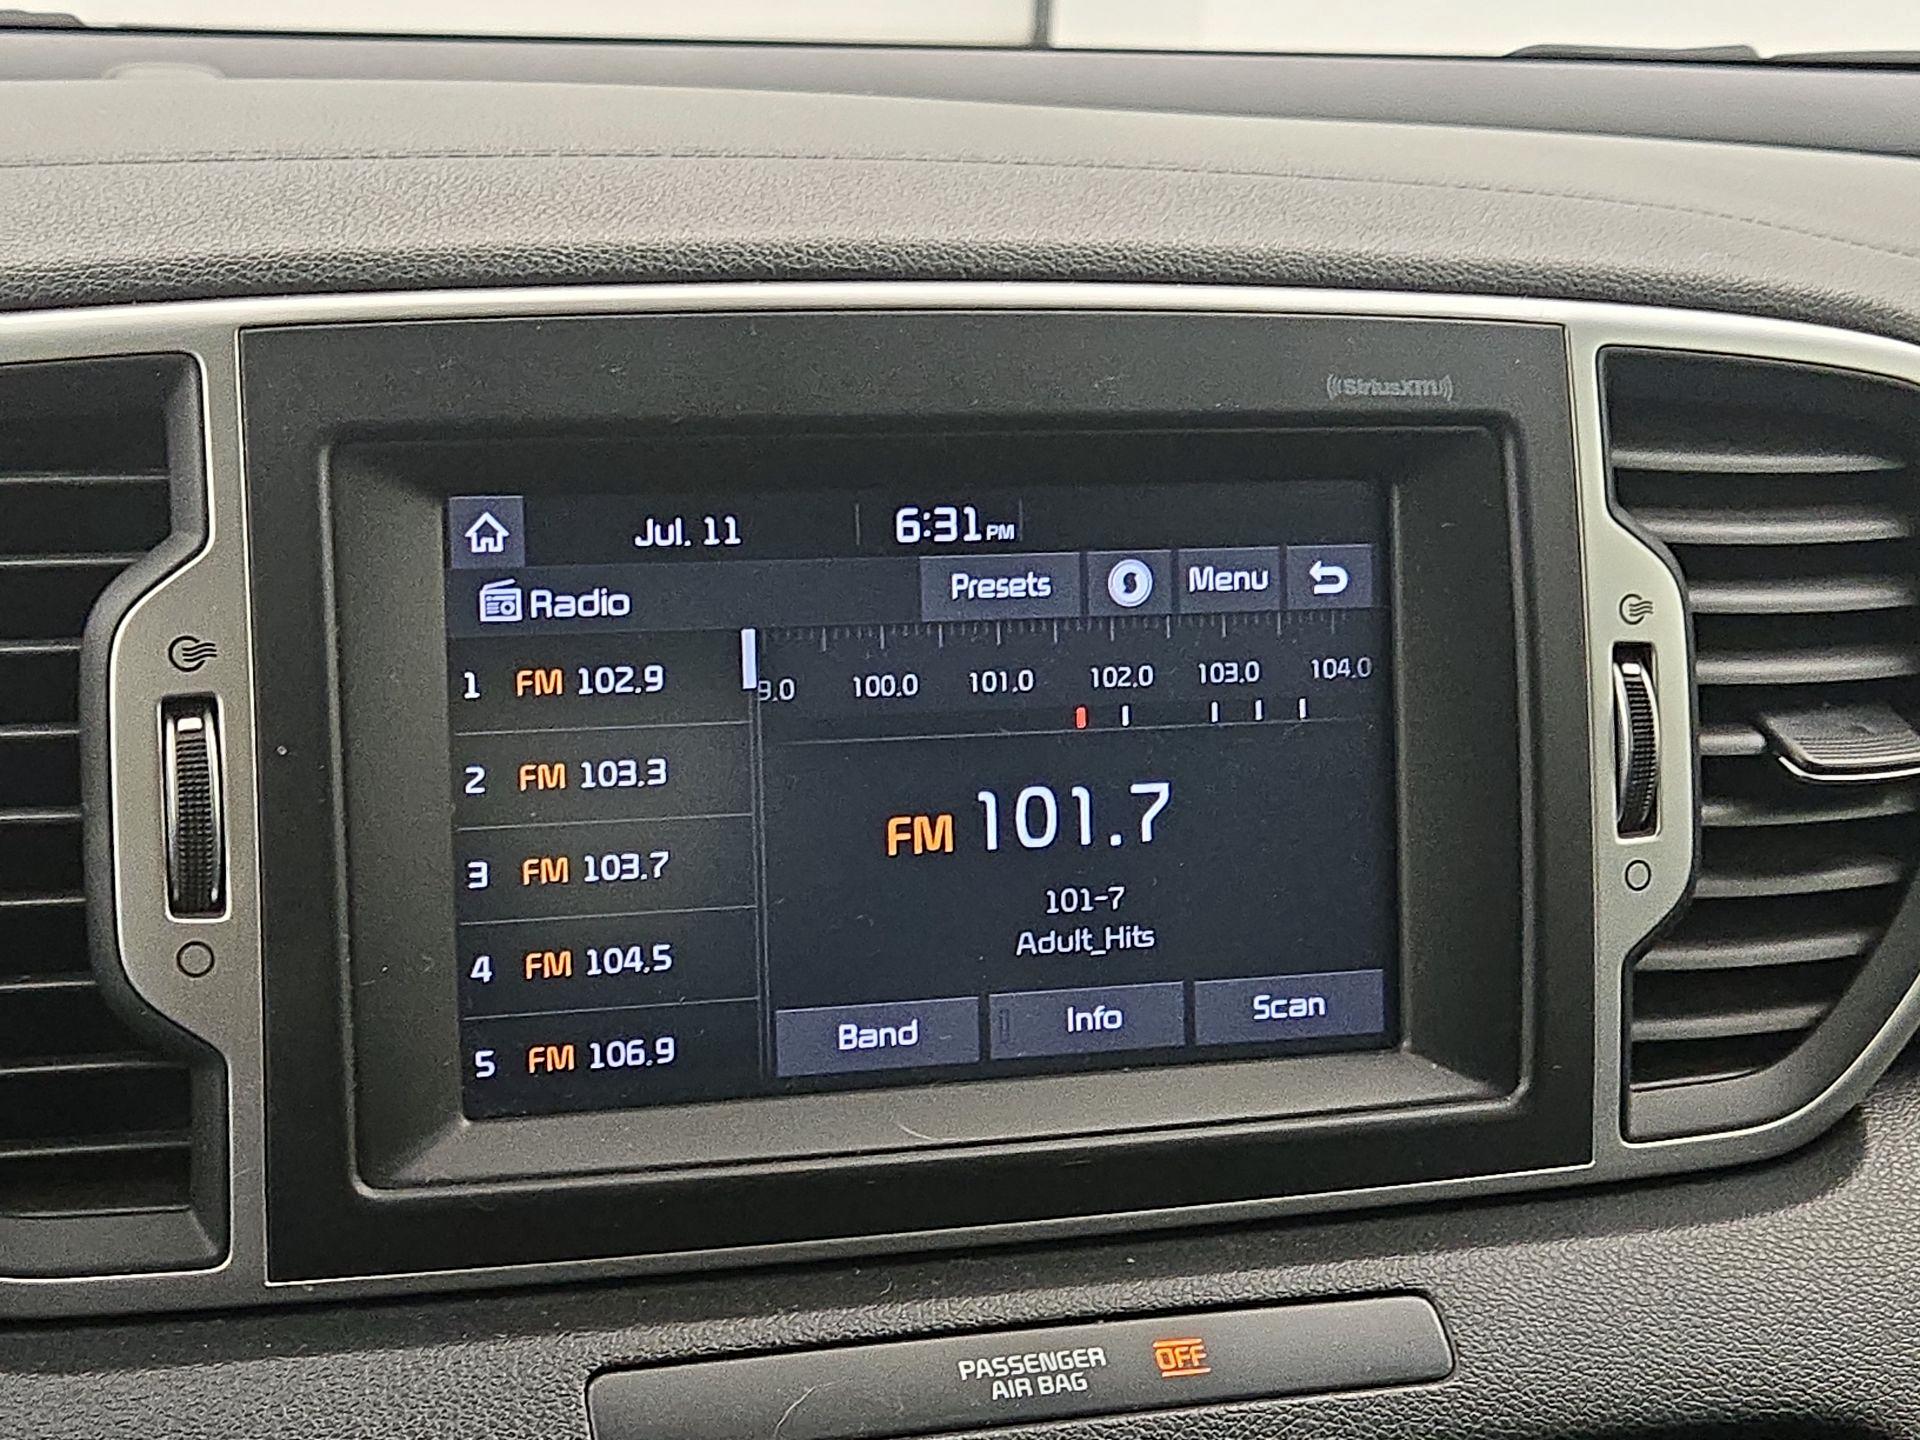 SiriusXM
Jul. 11 6:31 PM
Radio Presets Menu
1 FM 102.9
2 FM 103.3
3 FM 103.7
4 FM 104.5
5 FM 106.9
9.0 100.0 101.0 102.0 103.0 104.0
FM 101.7
101-7
Adult_Hits
Band Info Scan
PASSENGER
AIR BAG OFF